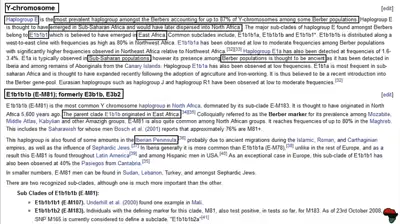 Y-chromosome [edit]
Haplogroup E is the most prevalent haplogroup amongst the Berbers accounting for up to 87% of Y-chromosomes among some Berber populations. Haplogroup E
is thought to have emerged in Sub-Saharan Africa and would have later dispersed into North Africa. The major sub-clades of haplogroup E found amongst Berbers
belong to E1b1b1 which is believed to have emerged in East Africa. Common subclades include, E1b1b1a, E1b1b1b and E1b1b1*. E1b1b1b is distributed along a
west-to-east cline with frequencies as high as 80% in Northwest. E1b1b1a has been observed at low to moderate frequencies among Berber populations
with significantly higher frequencies observed in Northeast Africa relative to Northwest Africa. Haplogroup E1a has also been detected at frequencies of 1.6-
3.4%. E1a is typically observed in Sub-Saharan populations however its presence among Berber populations is thought to be ancient as it has been detected in
Iberia and among remains of Aboriginals from the Canary Islands. Haplogroup E1b1a has also been observed at low frequencies. E1b1a is most frequent in sub-
saharan Africa and is thought to have expanded recently following the adoption of agriculture and Iron-working. It is thus believed to be a recent introduction into
the Berber gene-pool. Eurasian haplogroups such as haplogroup J and haplogroup R1 have been observed at low to moderate frequencies.
E1b1b1b (E-M81); formerly E3b1b, E3b2 [edit]
E1b1b1b (E-M81) is the most common Y chromosome haplogroup in North Africa, dominated by its sub-clade E-M183. It is thought to have originated in North
Africa 5,600 years ago. The parent clade E1b1b originated in East Africa. Colloquially referred to as the Berber marker for its prevalence among Mozabite,
Middle Atlas, Kabyle and other Amazigh groups, E-M81 is also quite common among North African groups. It reaches frequencies of up to 80% in the Maghreb.
This includes the Saharawish for whose men Bosch et al. (2001) reports that approximately 76% are M81+.
This haplogroup is also found of some amounts in the Iberian Peninsula probably due to ancient migrations during the Islamic, Roman, and Carthaginian
empires, as well as the influence of Sephardic Jews. In Iberia generally it is more common than E1b1b1a (E-M78), unlike in the rest of Europe, and as a
result this E-M81 is found throughout Latin America and among Hispanic men in USA. As an exceptional case in Europe, this sub-clade of E1b1b1 has
also been observed at 40% the Pasiegos from Cantabria.
In smaller numbers, E-M81 men can be found in Sudan, Lebanon, Turkey, and amongst Sephardic Jews.
There are two recognized sub-clades, although one is much more important than the other.
Sub Clades of E1b1b1b (E-M81):
• E1b1b1b1 (E-M107). Underhill et al. (2000) found one example in Mali.
• E1b1b1b2 (E-M183). Individuals with the defining marker for this clade, M81, also test positive, in tests so far, for M183. As of 23rd October 2008
SNP M165 is currently considered to define a subclade, "E1b1b1b2a".